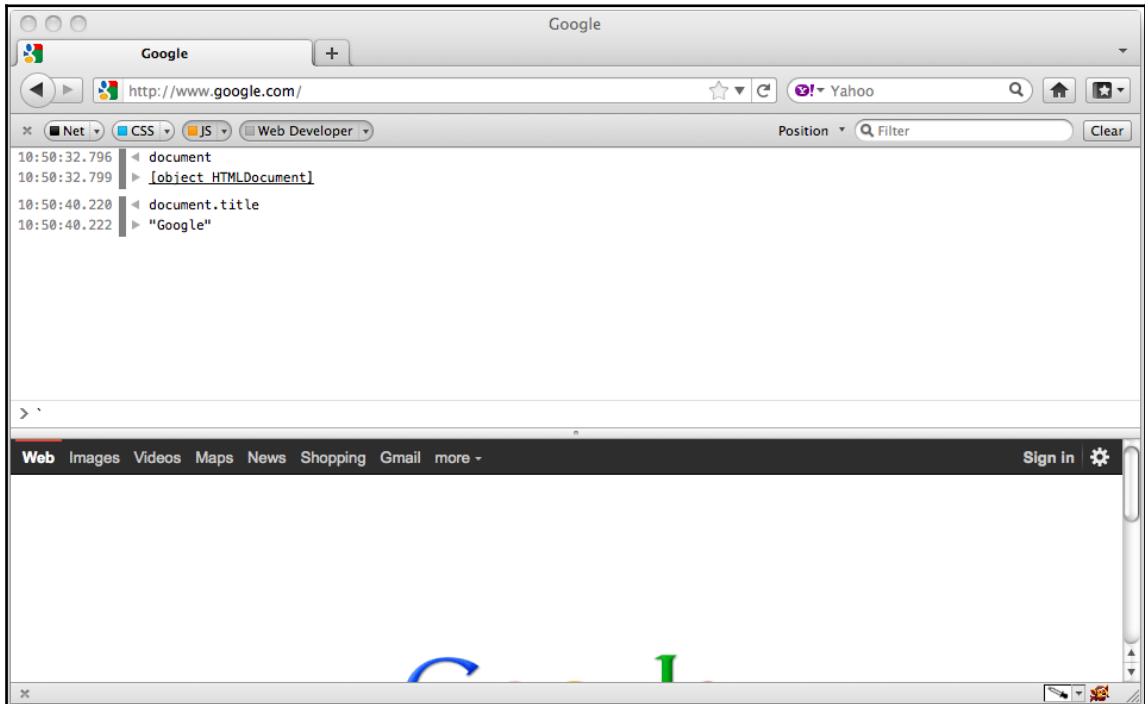 Google
Google +
http://www.google.com/ Yahoo
Net CSS JS Web Developer Position Filter Clear
10:50:32.796 document
10:50:32.799 [object HTMLDocument]
10:50:40.220 document.title
10:50:40.222 "Google"
> `
Web Images Videos Maps News Shopping Gmail more Sign in